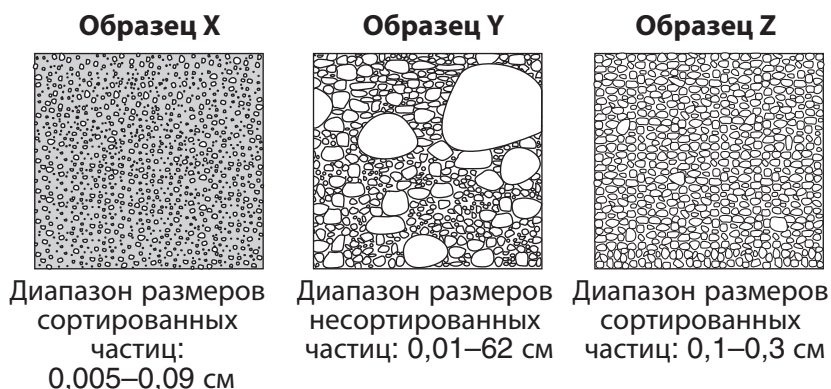 Образец X
Образец Y
Образец Z
Диапазон размеров
сортированных
частиц:
0,005–0,09 см
Диапазон размеров
несортированных
частиц: 0,01–62 см
Диапазон размеров
сортированных
частиц: 0,1–0,3 см